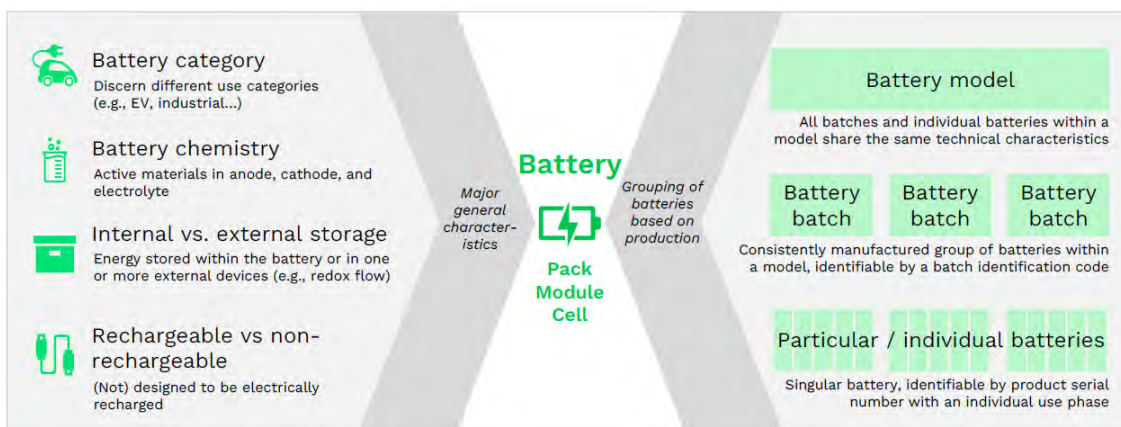 Battery category
Discern different use categories
(e.g., EV, industrial...)
Battery chemistry
Active materials in anode, cathode, and
electrolyte
Internal vs. external storage
Energy stored within the battery or in one
or more external devices (e.g., redox flow)
Rechargeable vs non-
rechargeable
(Not) designed to be electrically
recharged
Major
general
character-
istics
Battery
Pack
Module
Cell
Grouping of
batteries
based on
production
Battery model
All batches and individual batteries within a
model share the same technical characteristics
Battery
batch
Battery
batch
Battery
batch
Consistently manufactured group of batteries within
a model, identifiable by a batch identification code
Particular / individual batteries
Singular battery, identifiable by product serial
number with an individual use phase